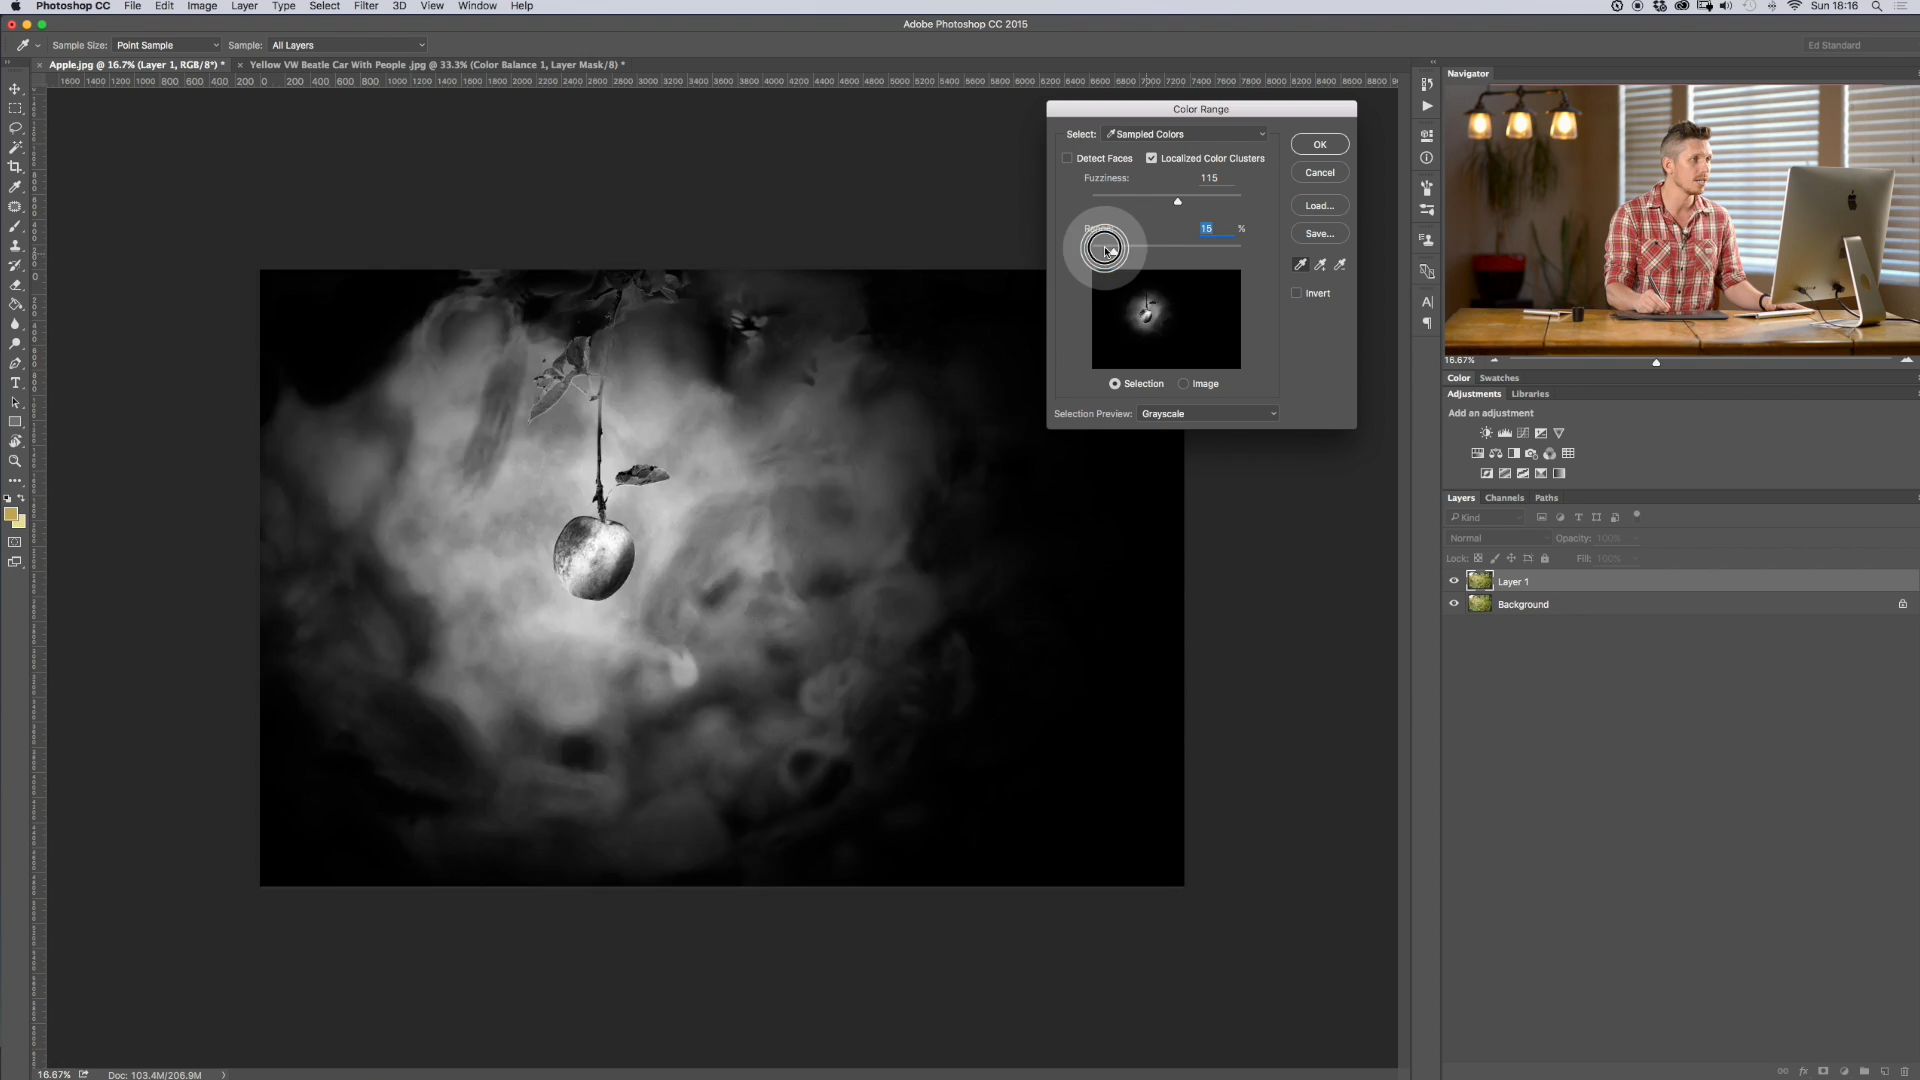 Photoshop CC File Edit Image Layer Type Select Filter 3D View Window Help Sun 18:16
Adobe Photoshop CC 2015
Sample Size: Point Sample Sample: All Layers Ed Standard
× Apple.jpg @ 16.7% (Layer 1, RGB/8*) * × Yellow VW Beatle Car With People .jpg @ 33.3% (Color Balance 1, Layer Mask/8) *
1600 1400 1200 1000 800 600 400 200 0 200 400 600 800 1000 1200 1400 1600 1800 2000 2200 2400 2600 2800 3000 3200 3400 3600 3800 4000 4200 4400 4600 4800 5000 5200 5400 5600 5800 6000 6200 6400 6600 6800 7000 7200 7400 7600 7800 8000 8200 8400 8600 8800
Color Range
Select: Sampled Colors
OK
Detect Faces Localized Color Clusters
Fuzziness: 115
Cancel
Load...
15 %
Save...
Invert
Selection Image
Selection Preview: Grayscale
Navigator
16.67%
Color Swatches
Adjustments Libraries
Add an adjustment
Layers Channels Paths
Kind
Normal Opacity: 100%
Lock: Fill: 100%
Layer 1
Background
16.67% Doc: 103.4M/206.9M